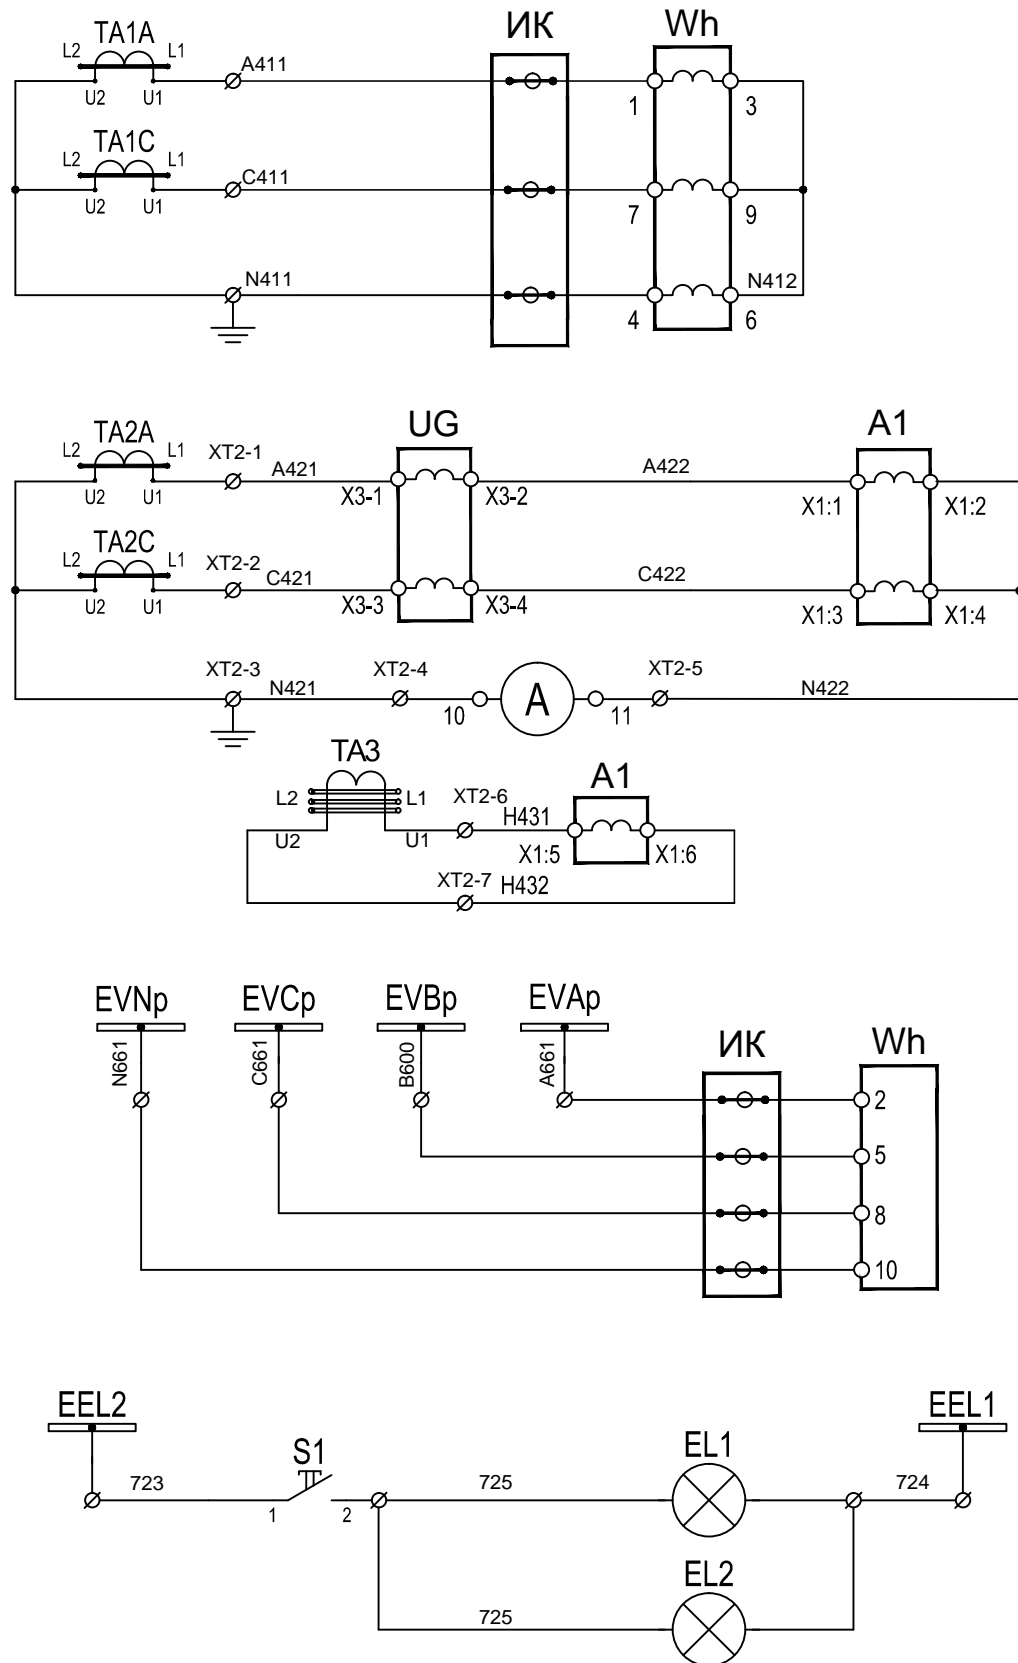 TA1A ИК Wh
L2 L1 A411
U2 U1 1 3
TA1C
L2 L1 C411
U2 U1 7 9
N411 N412
4 6
TA2A UG A1
L2 L1 XT2-1 A421 A422
U2 U1 X3-1 X3-2 X1:1 X1:2
TA2C
L2 L1 XT2-2 C421 C422
U2 U1 X3-3 X3-4 X1:3 X1:4
XT2-3 N421 XT2-4 A XT2-5 N422
10 11
TA3 A1
L2 L1 XT2-6 H431
U2 U1 X1:5 X1:6
XT2-7 H432
EVNp EVCp EVBp EVAp ИК Wh
N661 C661 B600 A661
2
5
8
10
EEL2 EEL1
S1 EL1
723 725 724
1 2
EL2
725